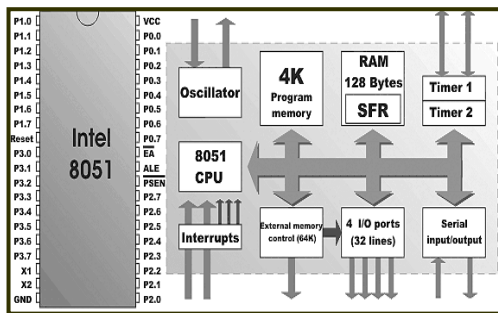 P1.0
P1.1
P1.2
P1.3
P1.4
P1.5
P1.6
P1.7
Reset
P3.0
P3.1
P3.2
P3.3
P3.4
P3.5
P3.6
P3.7
X1
X2
GND
Intel
8051
VCC
P0.0
P0.1
P0.2
P0.3
P0.4
P0.5
P0.6
P0.7
EA
ALE
PSEN
P2.7
P2.6
P2.5
P2.4
P2.3
P2.2
P2.1
P2.0
Oscillator
4K
Program
memory
RAM
128 Bytes
SFR
Timer 1
Timer 2
8051
CPU
Interrupts
External memory
control (64K)
4 I/O ports
(32 lines)
Serial
input/output